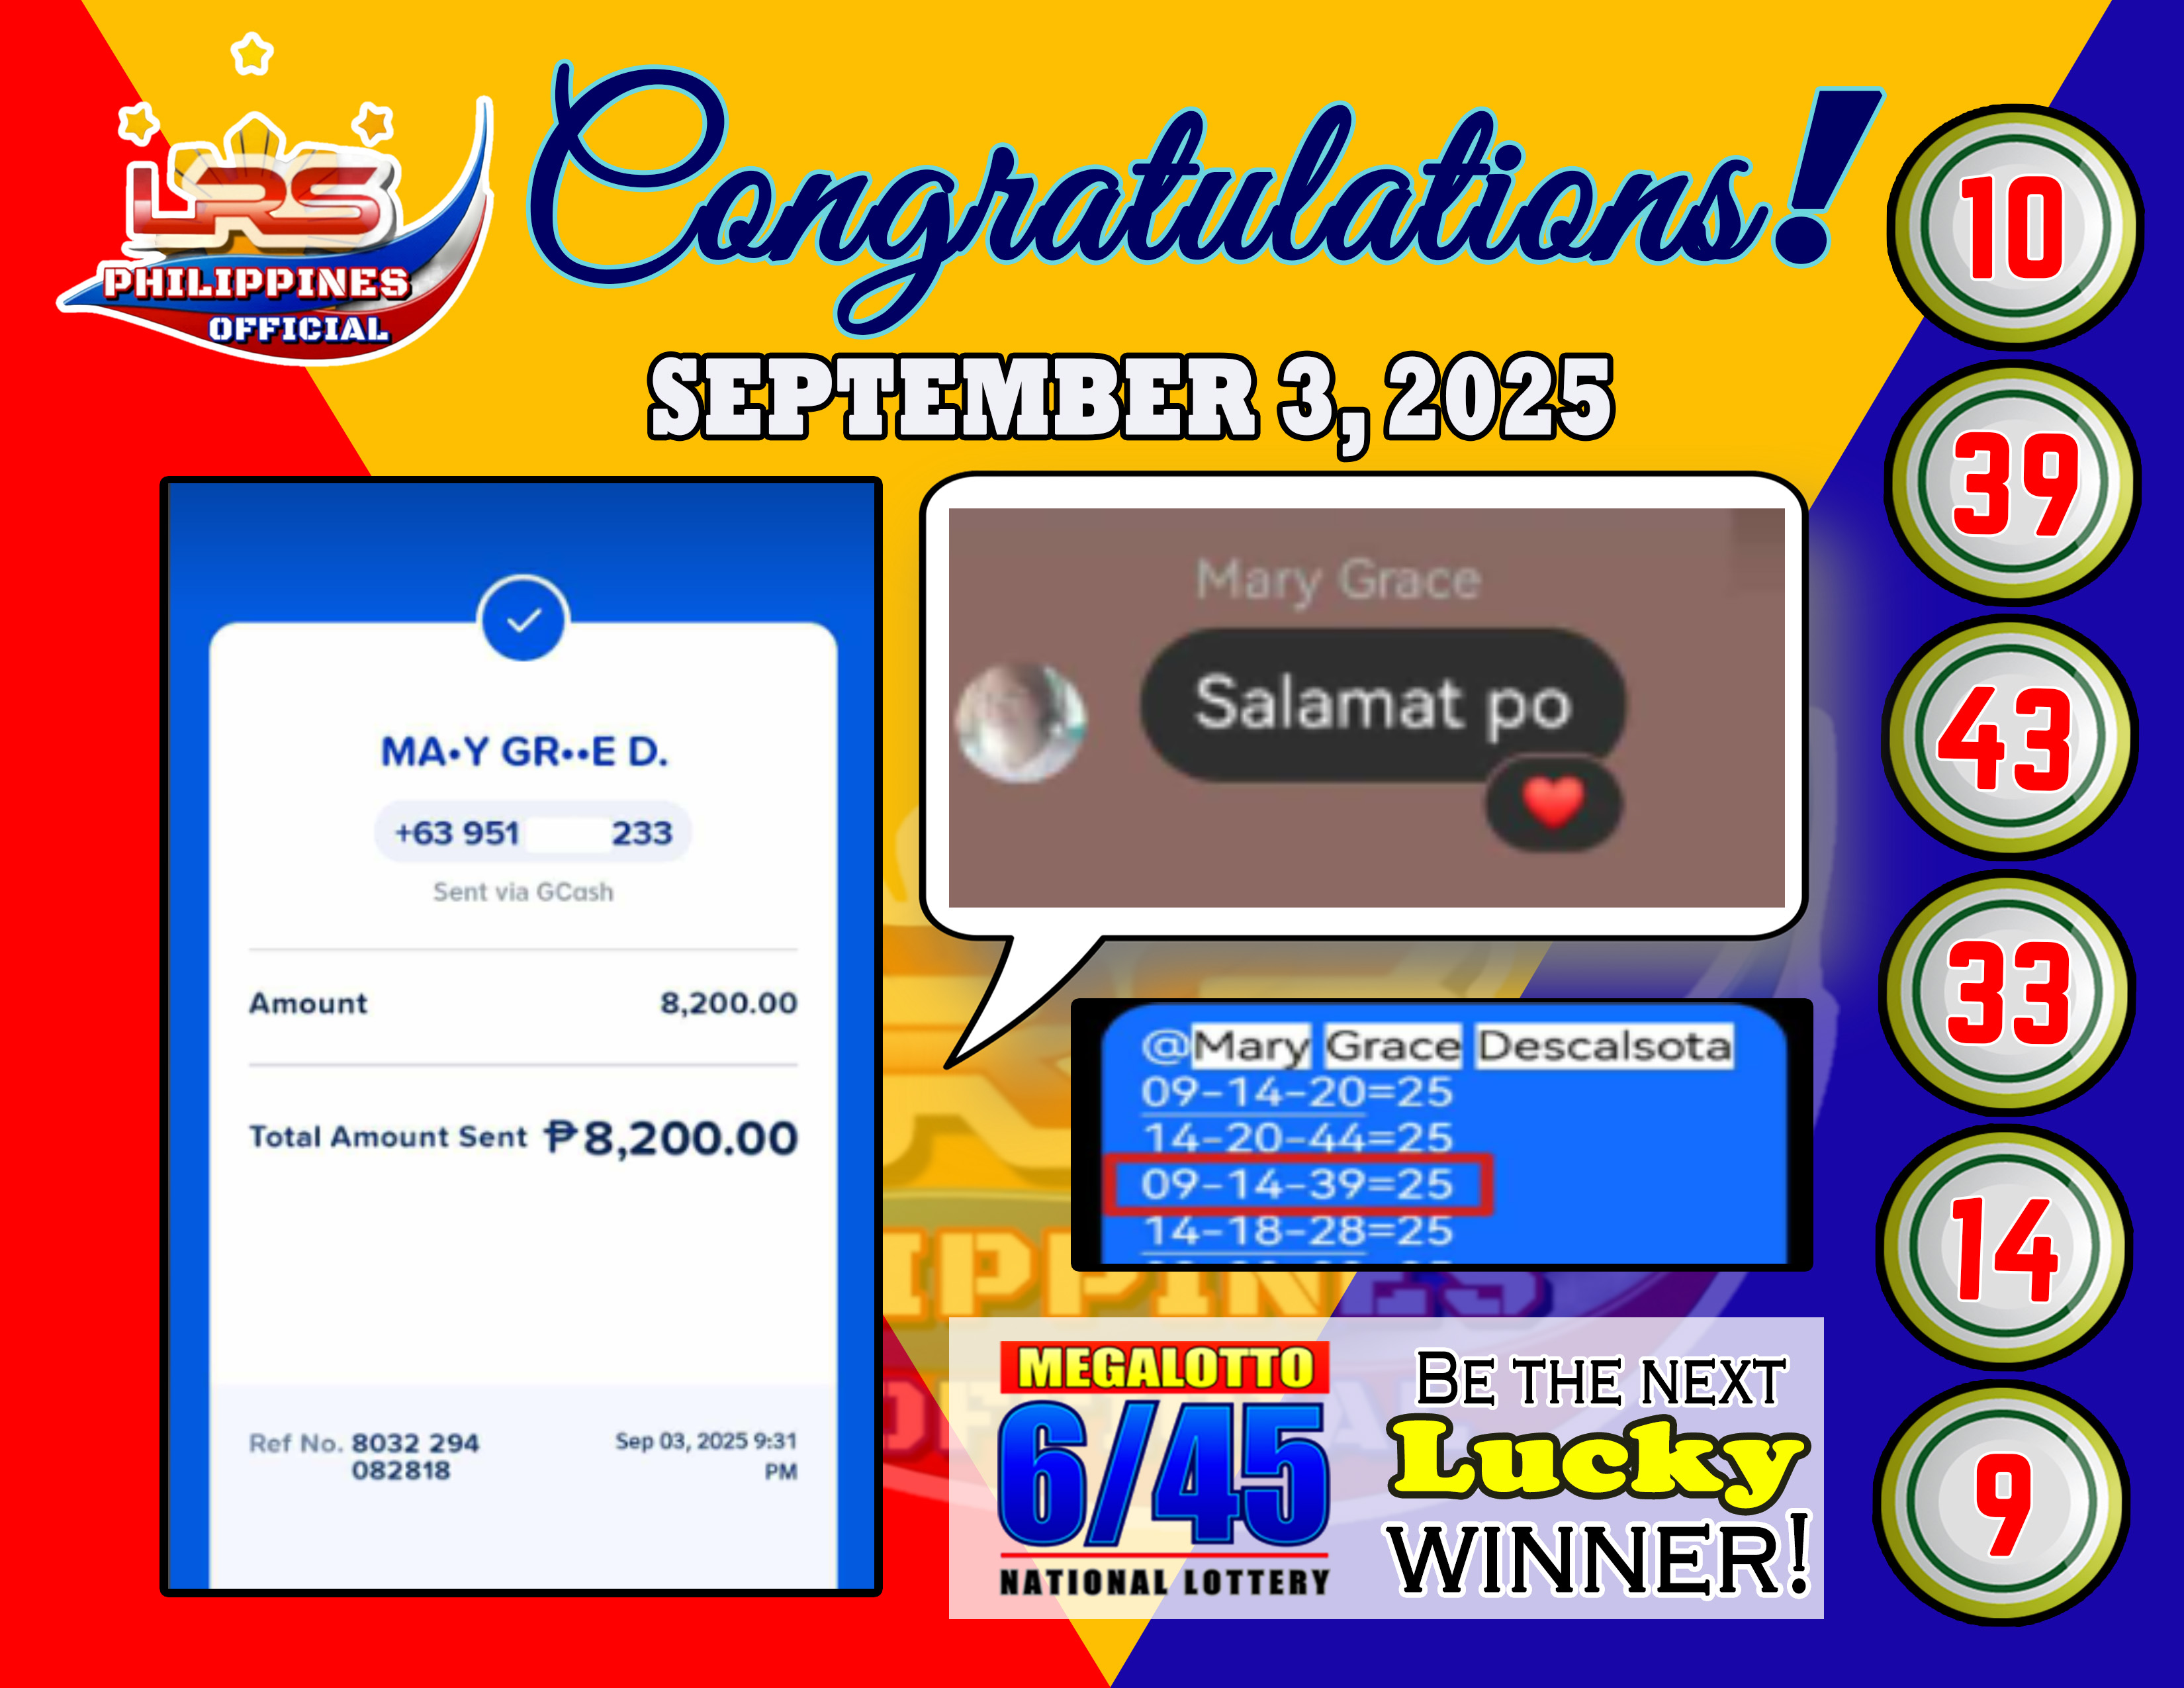 LRS
PHILIPPINES
OFFICIAL
Congratulations!
SEPTEMBER 3, 2025
MA•Y GR••E D.
+63 951 233
Sent via GCash
Amount 8,200.00
Total Amount Sent ₱8,200.00
Ref No. 8032 294
082818
Sep 03, 2025 9:31
PM
Mary Grace
Salamat po
@Mary Grace Descalsota
09-14-20=25
14-20-44=25
09-14-39=25
14-18-28=25
MEGALOTTO
6/45
NATIONAL LOTTERY
BE THE NEXT
Lucky
WINNER!
10
39
43
33
14
9